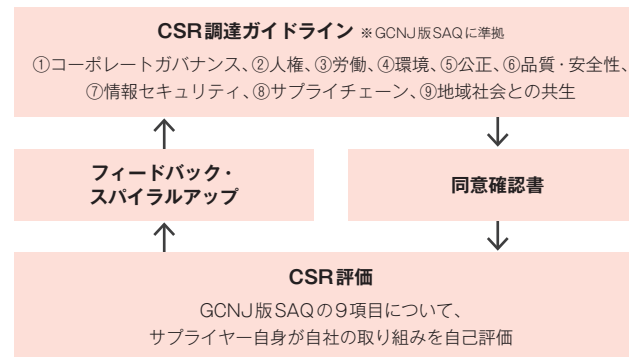 CSR調達ガイドライン ※GCNJ版SAQに準拠
①コーポレートガバナンス、②人権、③労働、④環境、⑤公正、⑥品質・安全性、
⑦情報セキュリティ、⑧サプライチェーン、⑨地域社会との共生
フィードバック・
スパイラルアップ
同意確認書
CSR評価
GCNJ版SAQの9項目について、
サプライヤー自身が自社の取り組みを自己評価